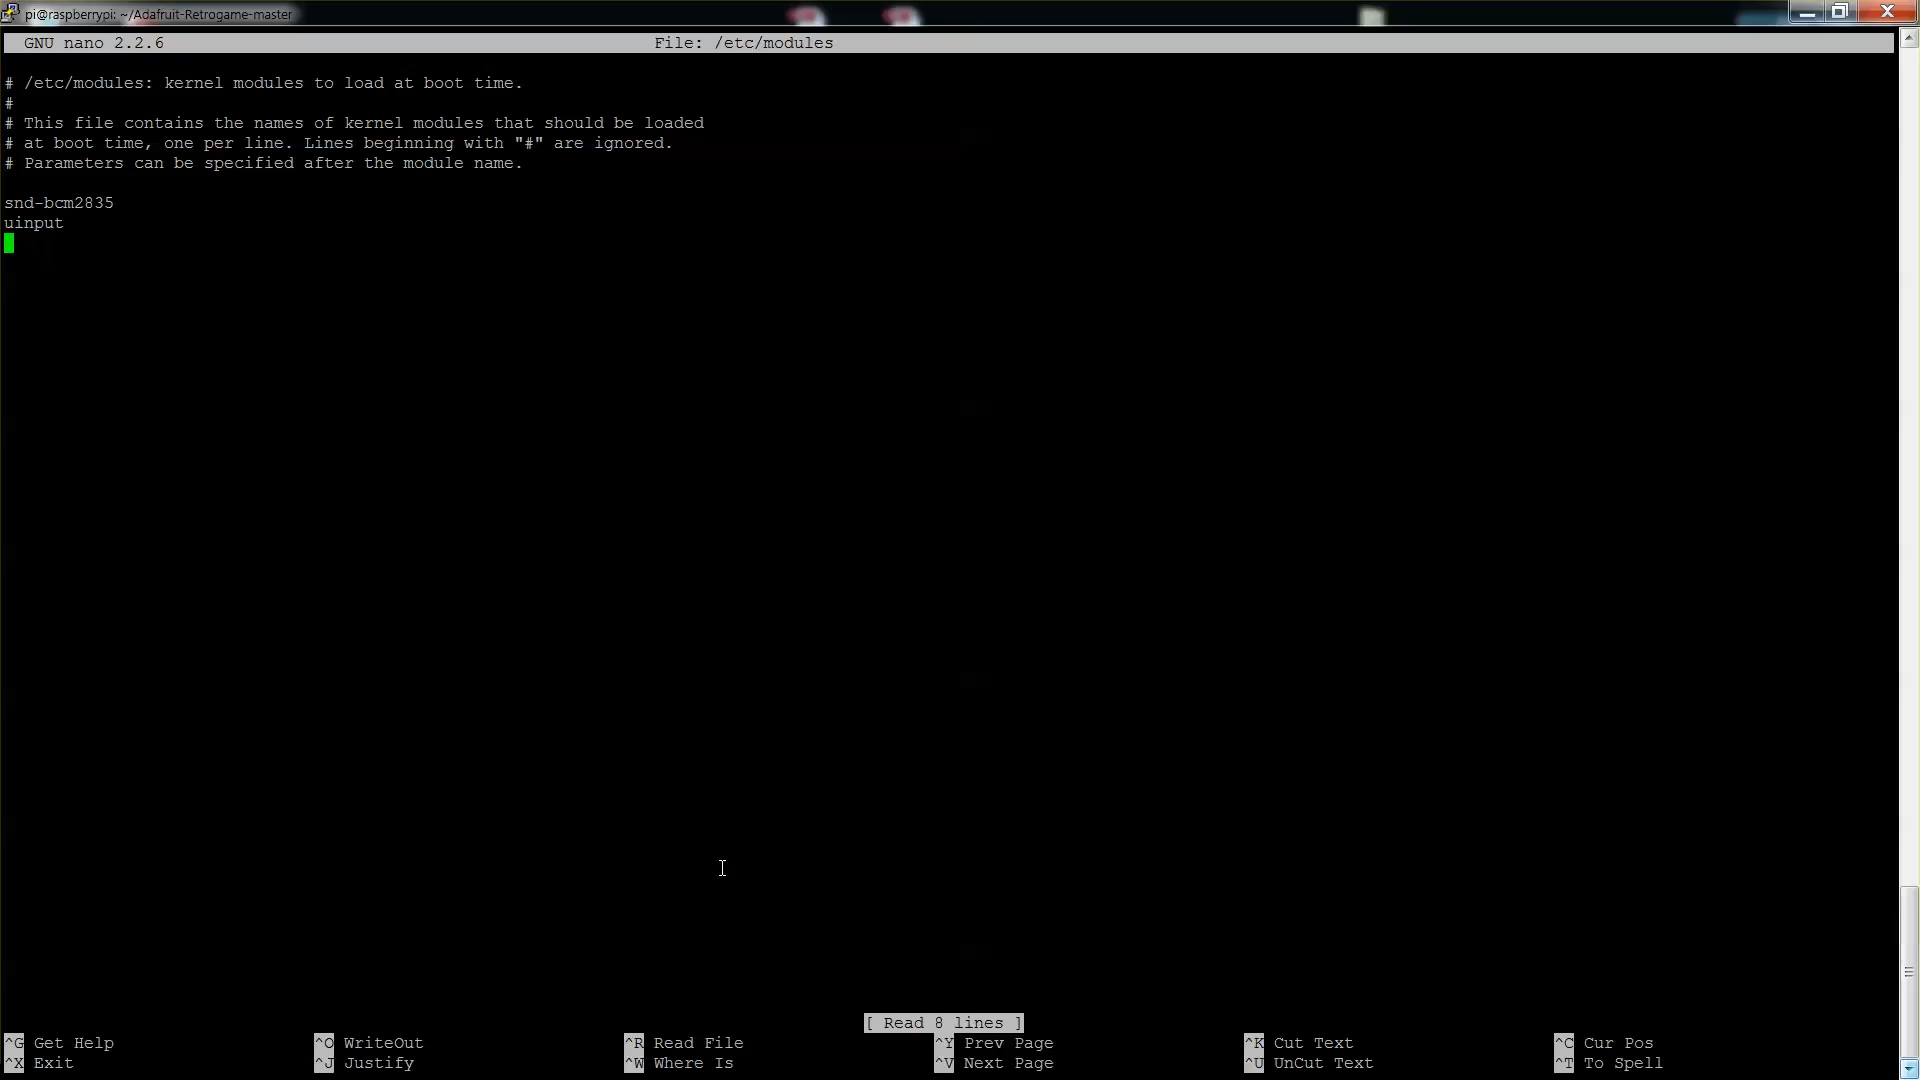 pi@raspberrypi: ~/Adafruit-Retrogame-master
GNU nano 2.2.6 File: /etc/modules
# /etc/modules: kernel modules to load at boot time.
#
# This file contains the names of kernel modules that should be loaded
# at boot time, one per line. Lines beginning with "#" are ignored.
# Parameters can be specified after the module name.
snd-bcm2835
uinput
[ Read 8 lines ]
^G Get Help ^O WriteOut ^R Read File ^Y Prev Page ^K Cut Text ^C Cur Pos
^X Exit ^J Justify ^W Where Is ^V Next Page ^U UnCut Text ^T To Spell